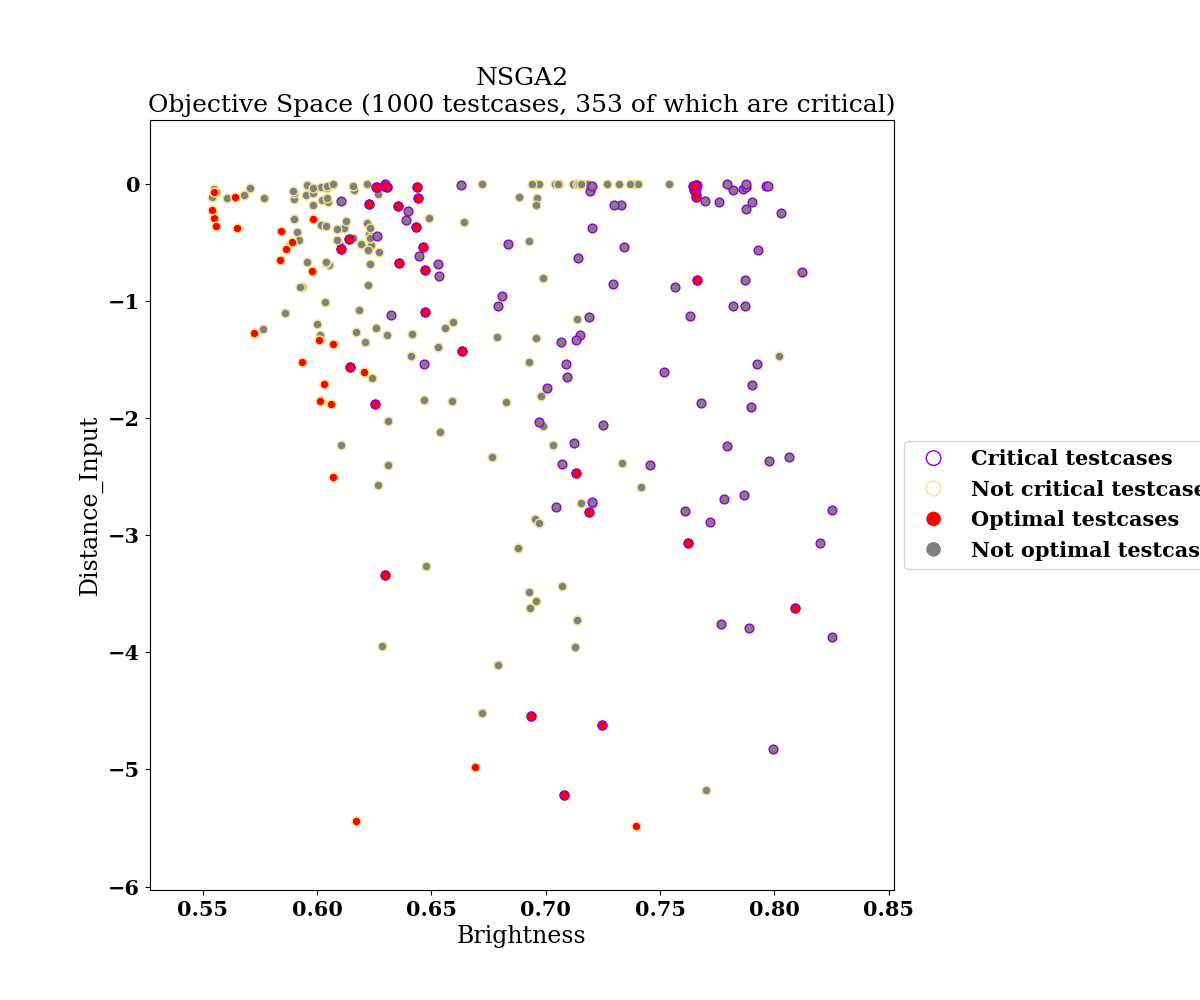 NSGA2
Objective Space (1000 testcases, 353 of which are critical)
0
−1
−2
−3
−4
−5
−6
Distance_Input
0.55 0.60 0.65 0.70 0.75 0.80 0.85
Brightness
Critical testcases
Not critical testcase
Optimal testcases
Not optimal testcas